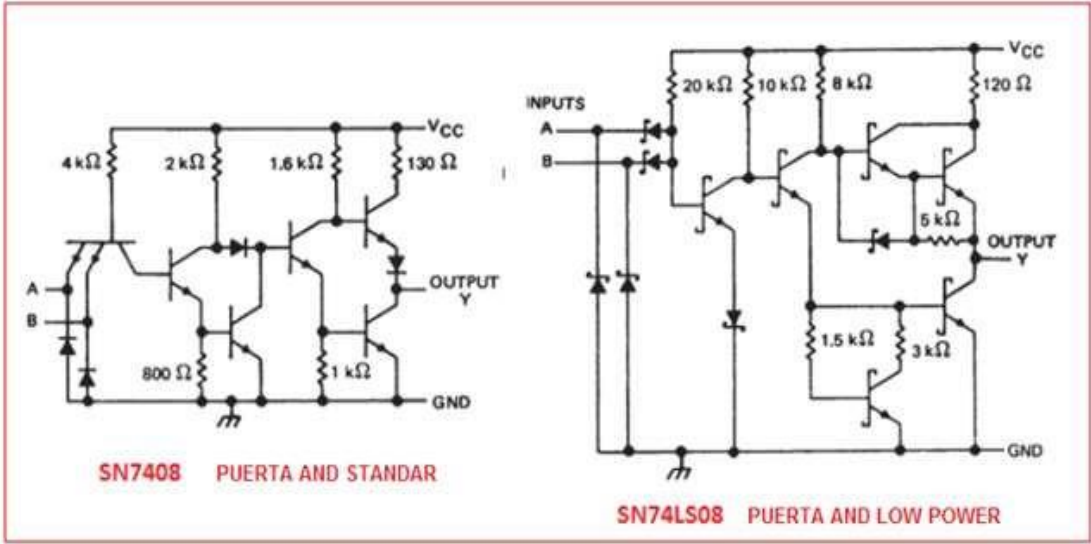 VCC
4 kΩ
2 kΩ
1.6 kΩ
130 Ω
A
B
OUTPUT
Y
800 Ω
1 kΩ
GND
SN7408 PUERTA AND STANDAR
VCC
20 kΩ
10 kΩ
8 kΩ
120 Ω
INPUTS
A
B
5 kΩ
OUTPUT
Y
1.5 kΩ
3 kΩ
GND
SN74LS08 PUERTA AND LOW POWER